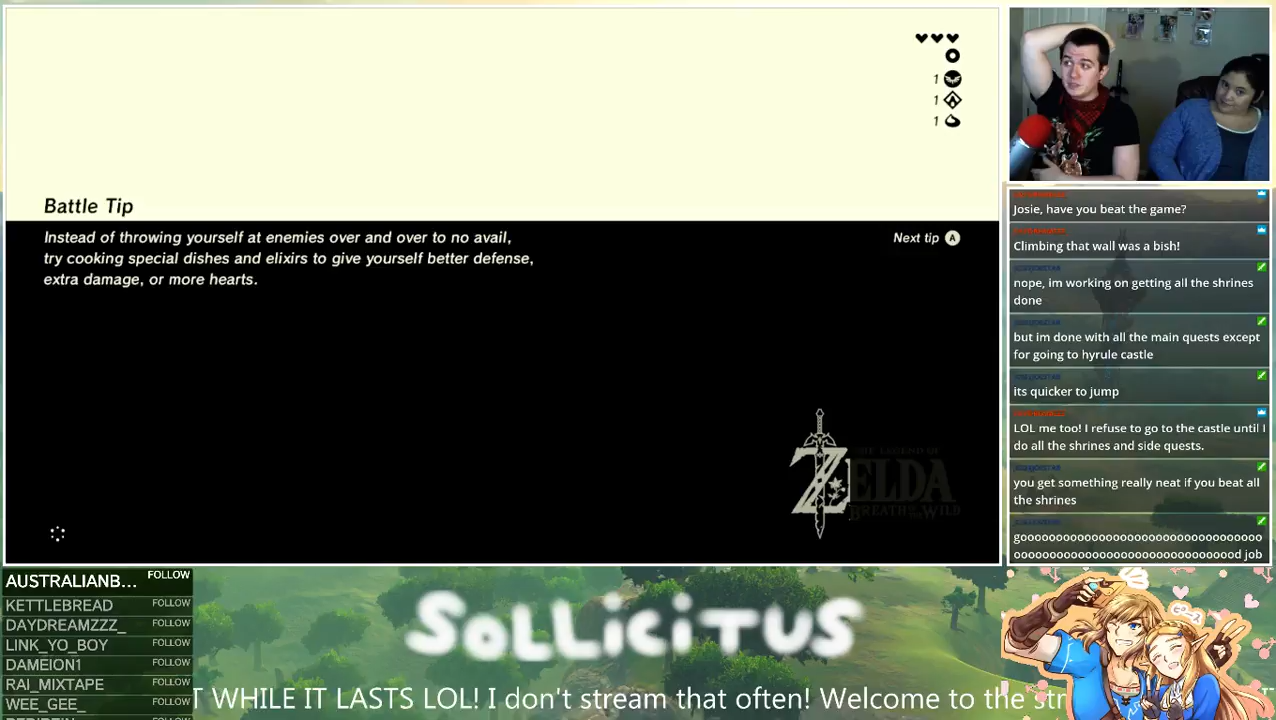 1
1
1
Battle Tip
Instead of throwing yourself at enemies over and over to no avail,
try cooking special dishes and elixirs to give yourself better defense,
extra damage, or more hearts.
Next tip A
THE LEGEND OF
ZELDA
BREATH OF THE WILD
Josie, have you beat the game?
Climbing that wall was a bish!
nope, im working on getting all the shrines
done
but im done with all the main quests except
for going to hyrule castle
its quicker to jump
LOL me too! I refuse to go to the castle until I
do all the shrines and side quests.
you get something really neat if you beat all
the shrines
goooooooooooooooooooooooooooooooooo
oooooooooooooooooooooooooooooood job
AUSTRALIANB... FOLLOW
KETTLEBREAD FOLLOW
DAYDREAMZZZ_ FOLLOW
LINK_YO_BOY FOLLOW
DAMEION1 FOLLOW
RAI_MIXTAPE FOLLOW
WEE_GEE_ FOLLOW
SOLLICITUS
T WHILE IT LASTS LOL! I don't stream that often! Welcome to the str